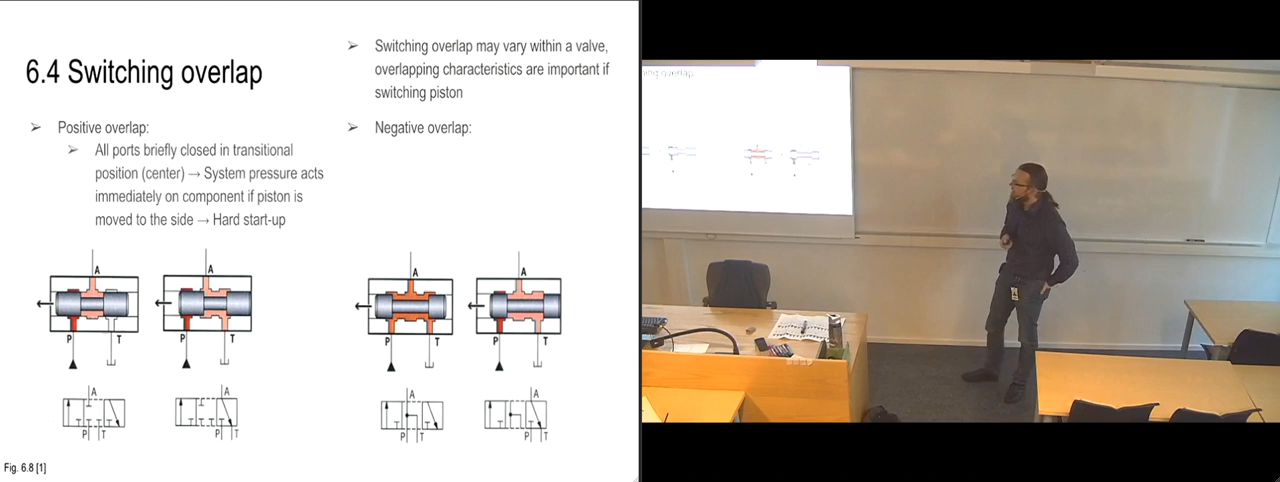 6.4 Switching overlap
➢ Positive overlap:
➢ All ports briefly closed in transitional
position (center) → System pressure acts
immediately on component if piston is
moved to the side → Hard start-up
➢ Switching overlap may vary within a valve,
overlapping characteristics are important if
switching piston
➢ Negative overlap:
A
P T
A
P T
A
P T
A
P T
A
P T
A
P T
A
P T
A
P T
Fig. 6.8 [1]
overlap